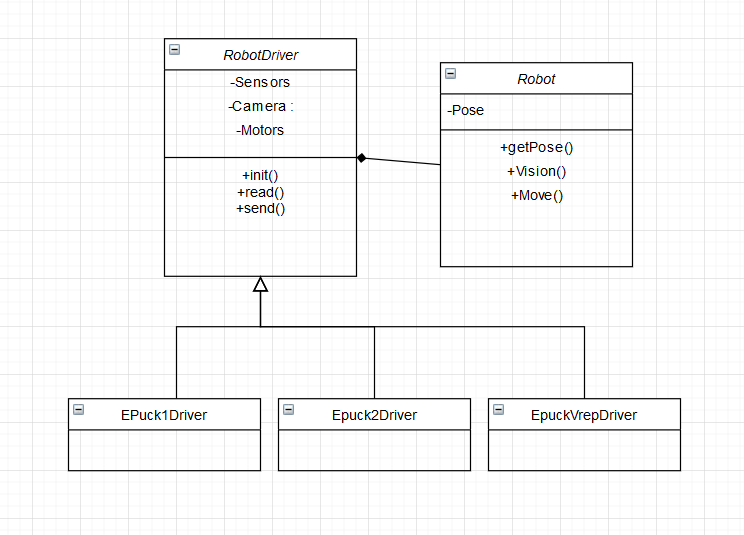 RobotDriver
-Sensors
-Camera :
-Motors
+init()
+read()
+send()
Robot
-Pose
+getPose()
+Vision()
+Move()
EPuck1Driver
Epuck2Driver
EpuckVrepDriver